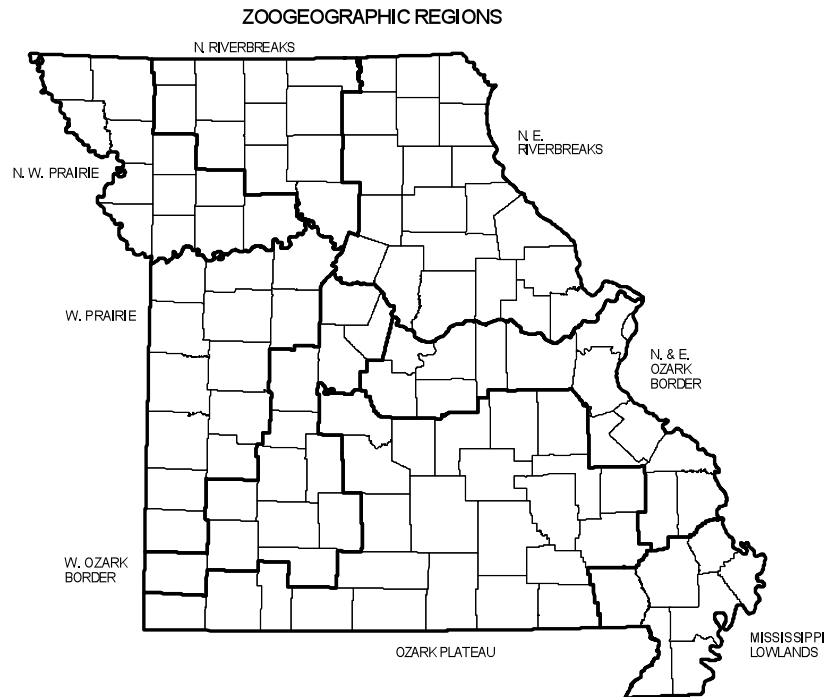 ZOOGEOGRAPHIC REGIONS
N. RIVERBREAKS
N. E.
RIVERBREAKS
N. W. PRAIRIE
W. PRAIRIE
N. & E.
OZARK
BORDER
W. OZARK
BORDER
MISSISSIPPI
LOWLANDS
OZARK PLATEAU